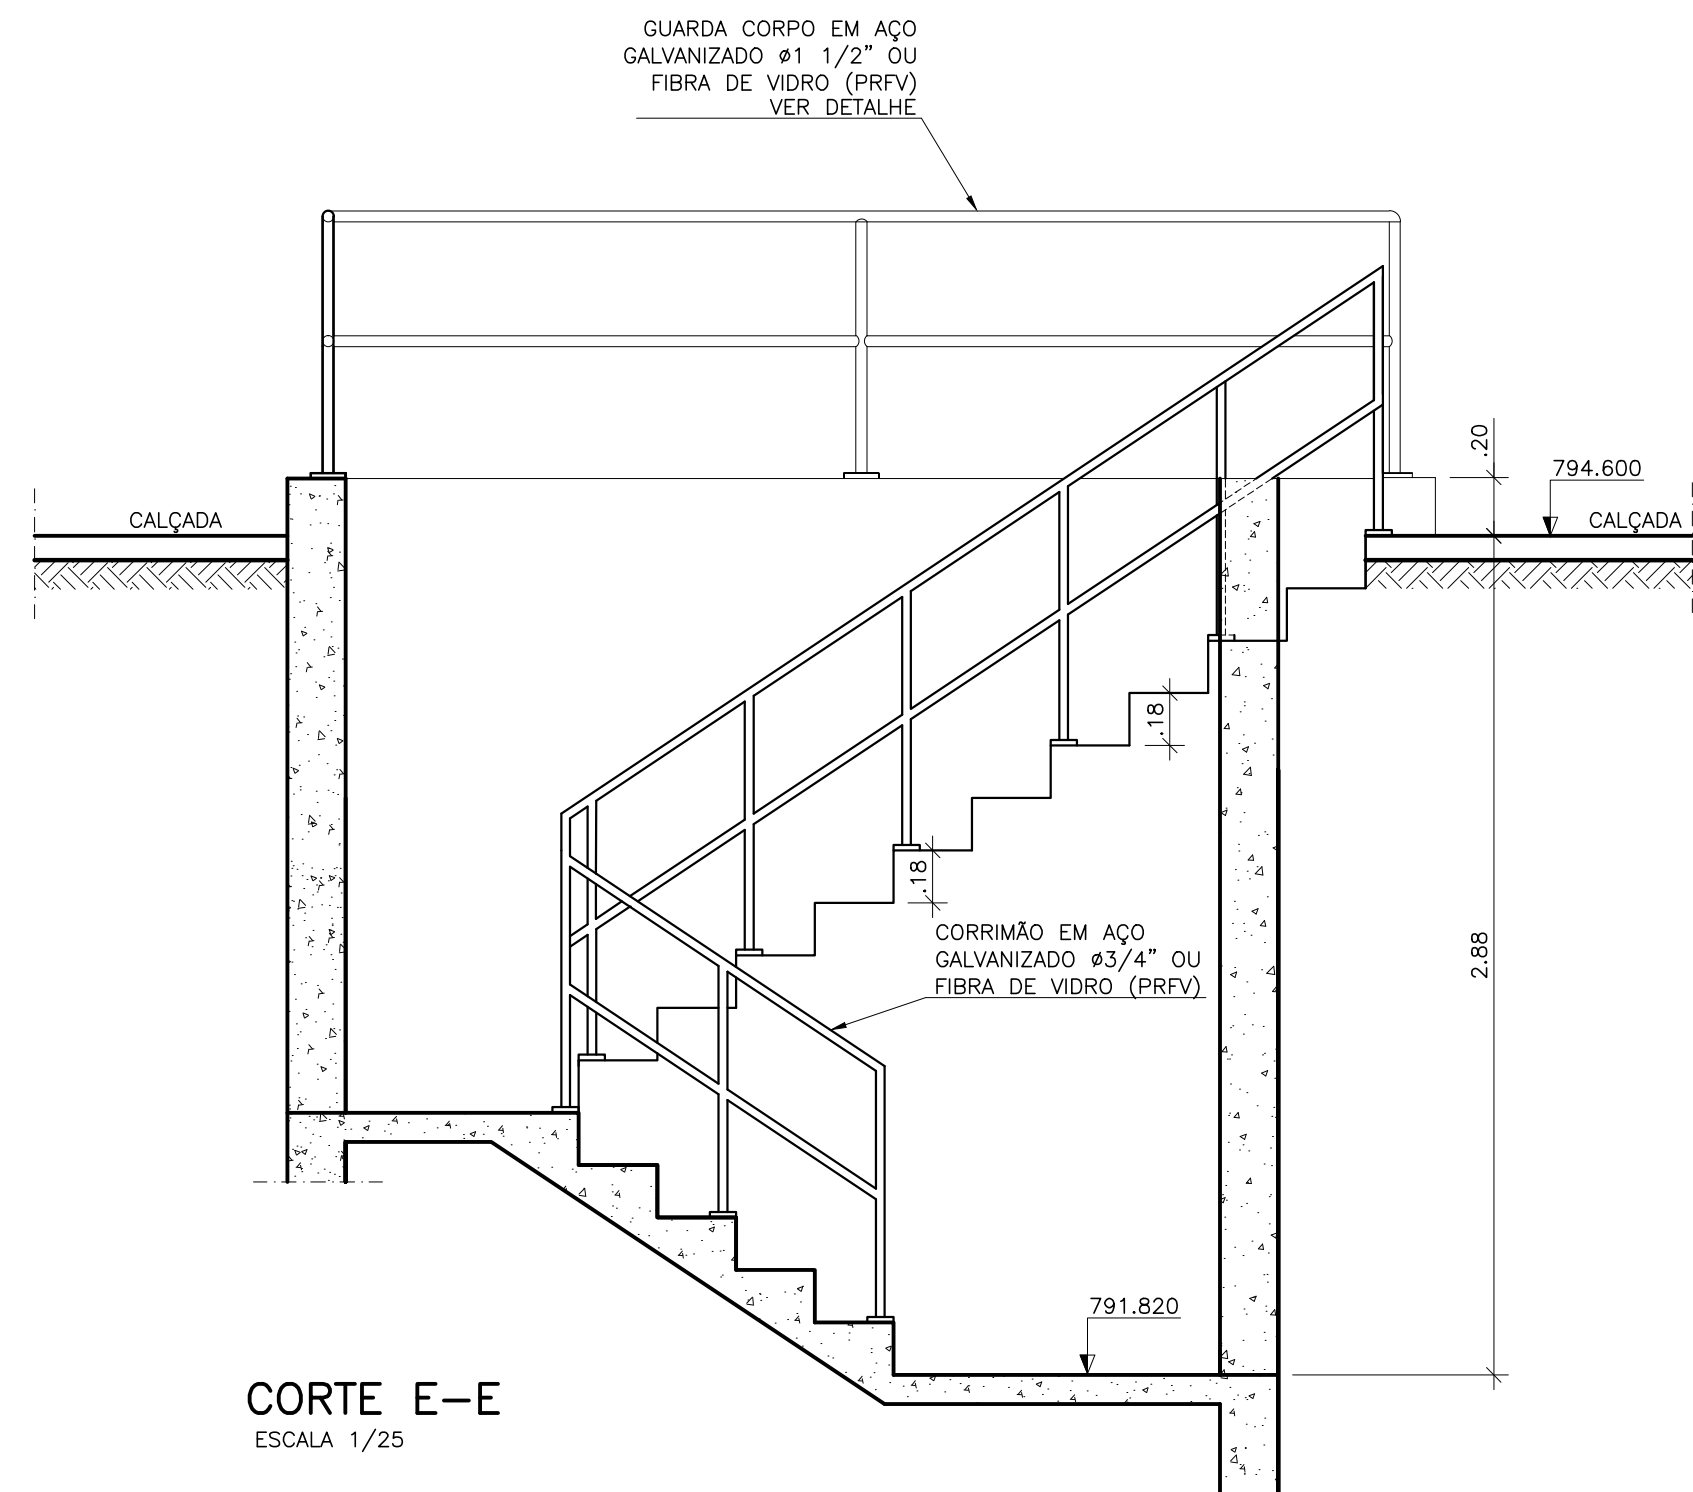 GUARDA CORPO EM AÇO
GALVANIZADO ø1 1/2" OU
FIBRA DE VIDRO (PRFV)
VER DETALHE
.20
794.600
CALÇADA
CALÇADA
.18
.18
CORRIMÃO EM AÇO
GALVANIZADO ø3/4" OU
FIBRA DE VIDRO (PRFV)
2.88
791.820
CORTE E-E
ESCALA 1/25